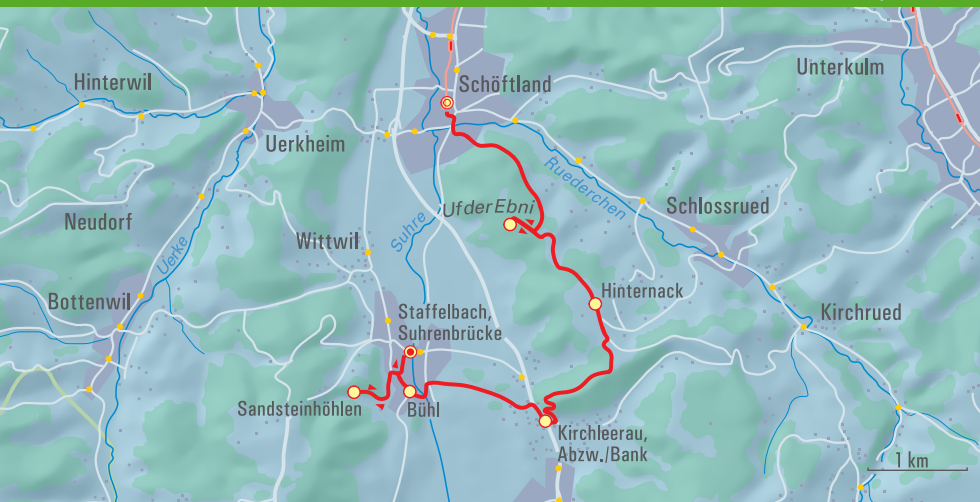 Unterkulm
Hinterwil
Schöftland
Uerkheim
Ruederchen
Uf der Ebni
Schlossrued
Neudorf
Suhre
Wittwil
Uerke
Hinternack
Bottenwil
Staffelbach,
Suhrenbrücke
Kirchrued
Sandsteinhöhlen
Bühl
Kirchleerau,
Abzw./Bank
1 km